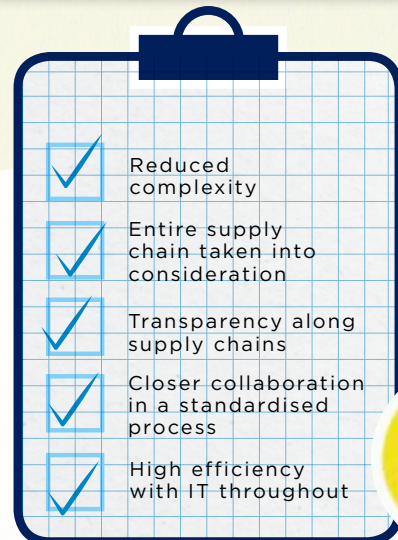 Reduced
complexity
Entire supply
chain taken into
consideration
Transparency along
supply chains
Closer collaboration
in a standardised
process
High efficiency
with IT throughout